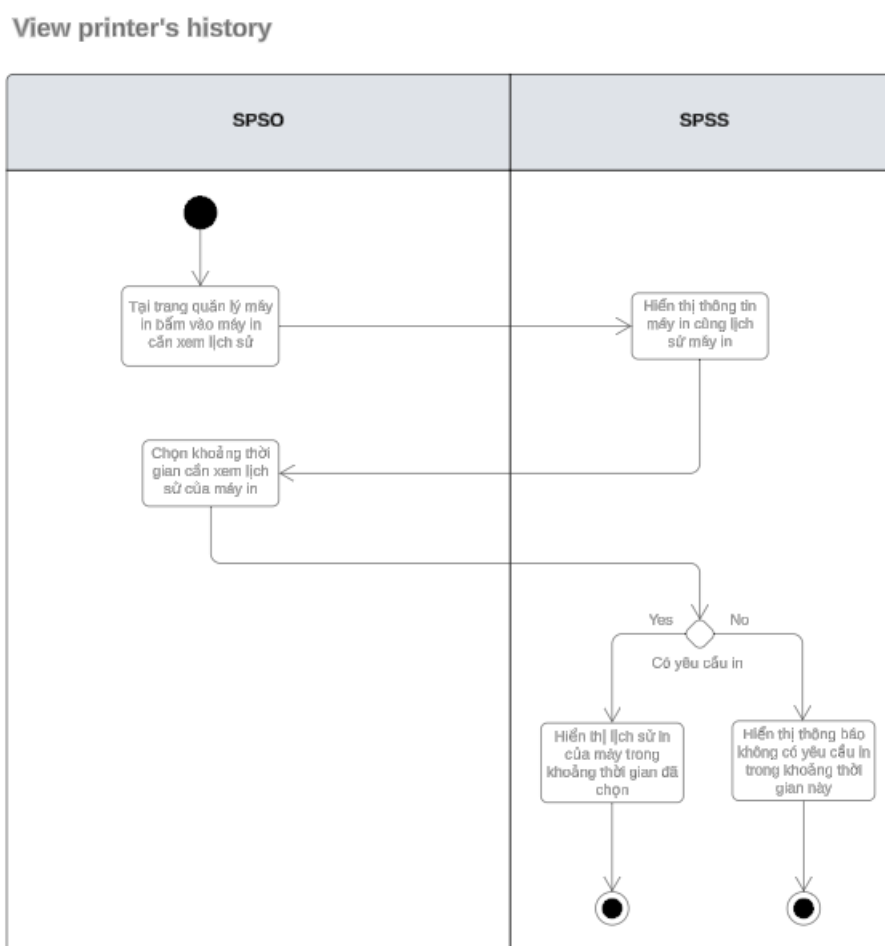 View printer's history
SPSO
SPSS
Tại trang quản lý máy
in bấm vào máy in
cần xem lịch sử
Hiển thị thông tin
máy in cùng lịch
sử máy in
Chọn khoảng thời
gian cần xem lịch
sử của máy in
Yes
No
Có yêu cầu in
Hiển thị lịch sử in
của máy trong
khoảng thời gian đã
chọn
Hiển thị thông báo
không có yêu cầu in
trong khoảng thời
gian này